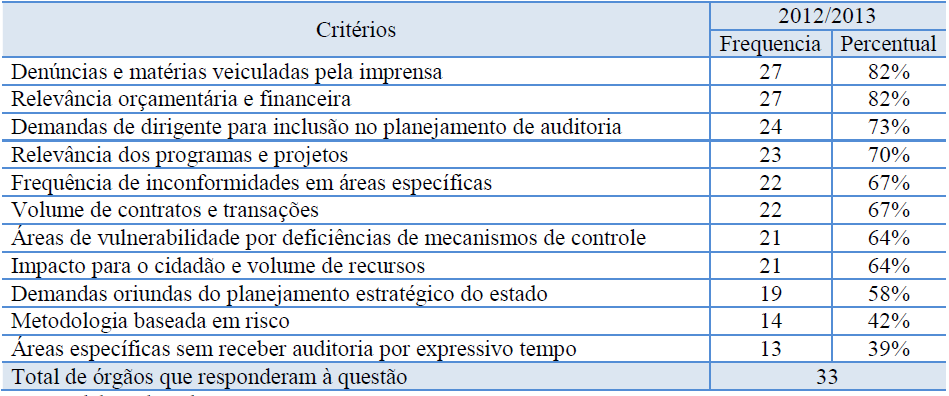 Critérios 2012/2013
Frequencia Percentual
Denúncias e matérias veiculadas pela imprensa 27 82%
Relevância orçamentária e financeira 27 82%
Demandas de dirigente para inclusão no planejamento de auditoria 24 73%
Relevância dos programas e projetos 23 70%
Frequência de inconformidades em áreas específicas 22 67%
Volume de contratos e transações 22 67%
Áreas de vulnerabilidade por deficiências de mecanismos de controle 21 64%
Impacto para o cidadão e volume de recursos 21 64%
Demandas oriundas do planejamento estratégico do estado 19 58%
Metodologia baseada em risco 14 42%
Áreas específicas sem receber auditoria por expressivo tempo 13 39%
Total de órgãos que responderam à questão 33